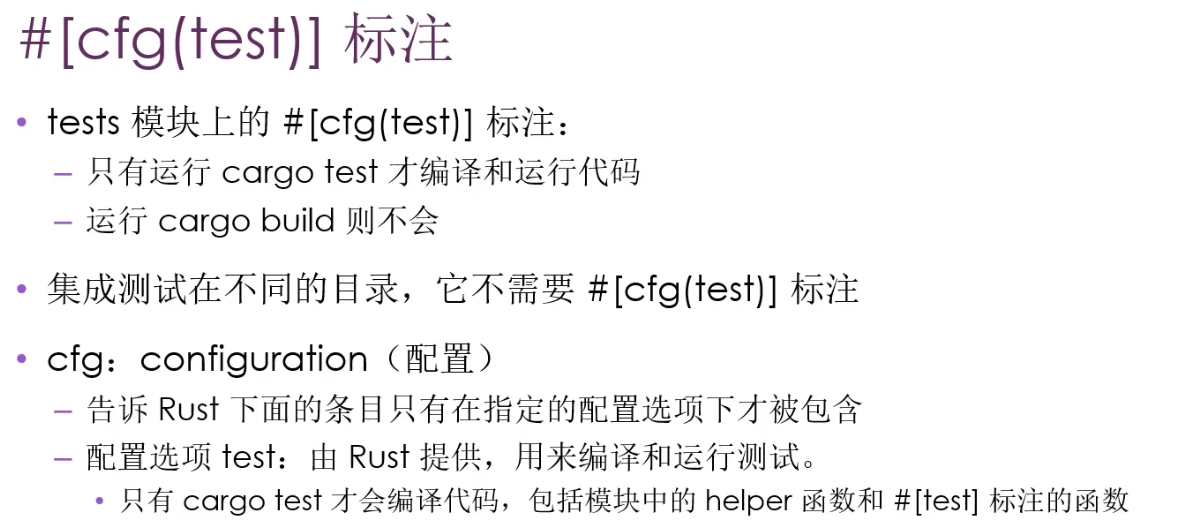 #[cfg(test)] 标注
• tests 模块上的 #[cfg(test)] 标注：
– 只有运行 cargo test 才编译和运行代码
– 运行 cargo build 则不会
• 集成测试在不同的目录，它不需要 #[cfg(test)] 标注
• cfg：configuration（配置）
– 告诉 Rust 下面的条目只有在指定的配置选项下才被包含
– 配置选项 test：由 Rust 提供，用来编译和运行测试。
• 只有 cargo test 才会编译代码，包括模块中的 helper 函数和 #[test] 标注的函数